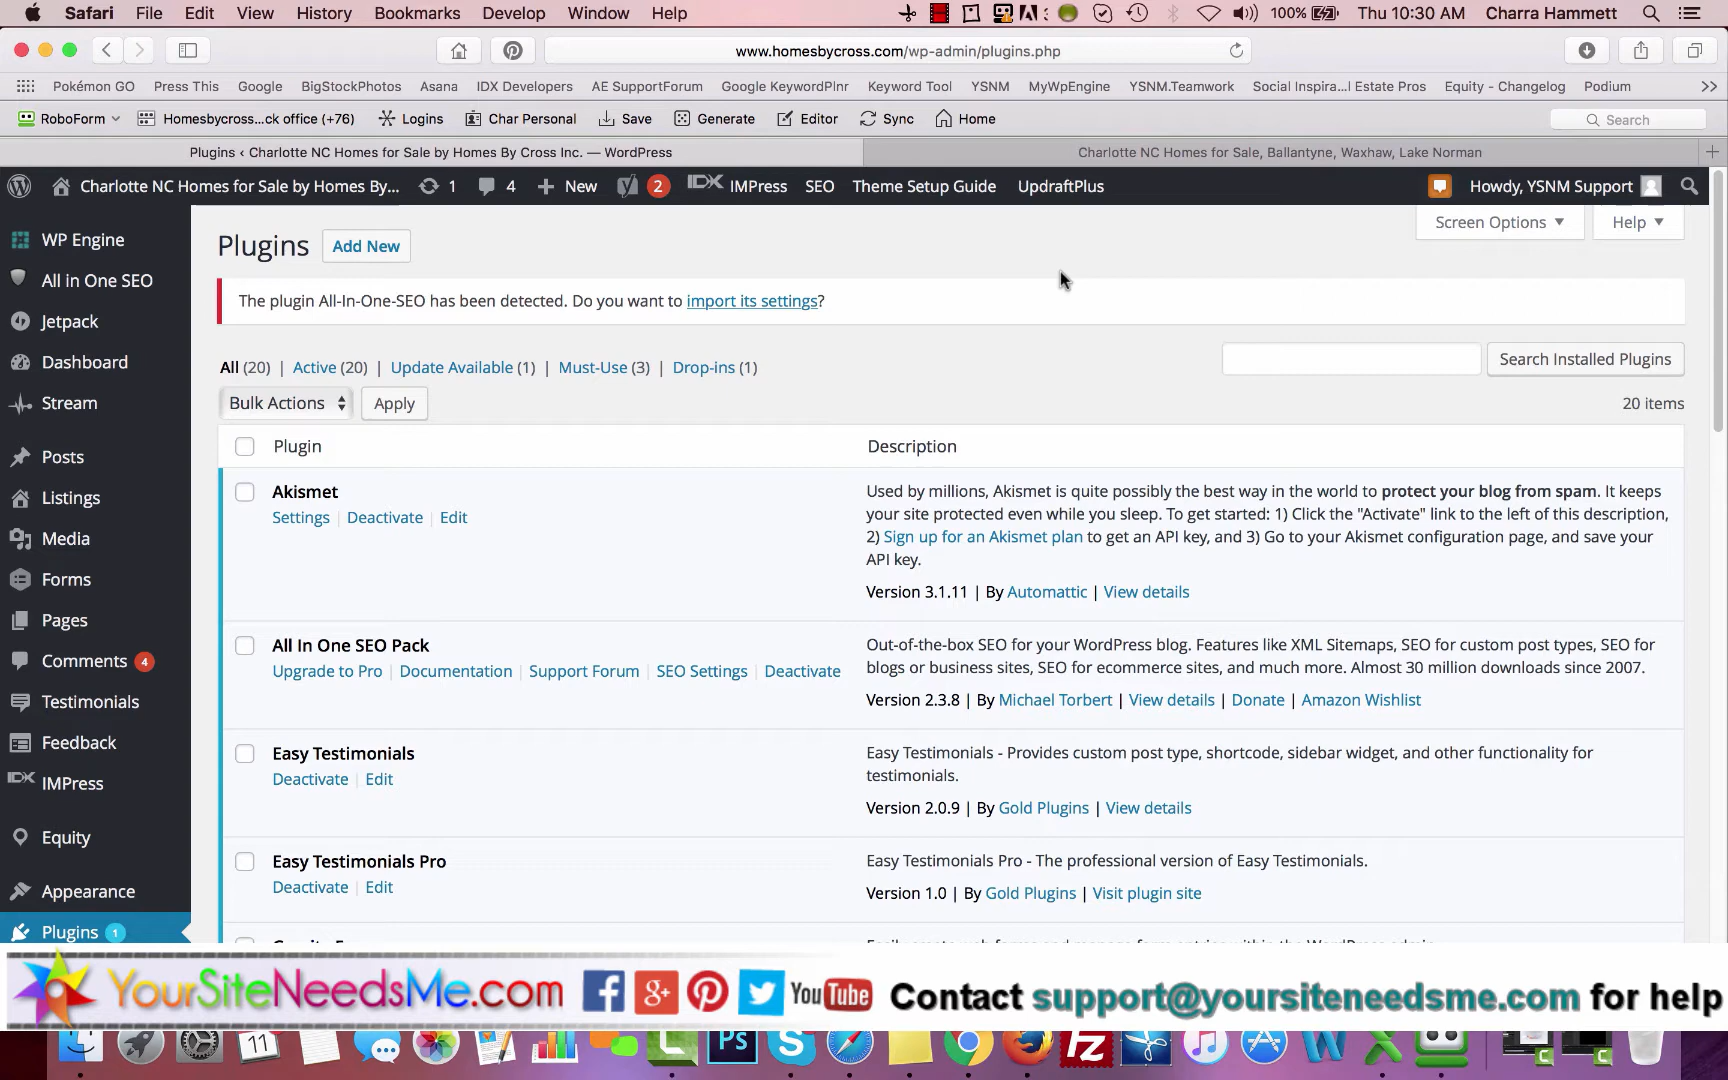 Safari File Edit View History Bookmarks Develop Window Help 100% Thu 10:30 AM Charra Hammett
www.homesbycross.com/wp-admin/plugins.php
Pokémon GO Press This Google BigStockPhotos Asana IDX Developers AE SupportForum Google KeywordPlnr Keyword Tool YSNM MyWpEngine YSNM.Teamwork Social Inspira...l Estate Pros Equity - Changelog Podium
RoboForm Homesbycross...ck office (+76) Logins Char Personal Save Generate Editor Sync Home Search
Plugins ‹ Charlotte NC Homes for Sale by Homes By Cross Inc. — WordPress Charlotte NC Homes for Sale, Ballantyne, Waxhaw, Lake Norman
Charlotte NC Homes for Sale by Homes By... 1 4 New 2 IDX IMPress SEO Theme Setup Guide UpdraftPlus Howdy, YSNM Support
Screen Options Help
WP Engine
All in One SEO
Jetpack
Dashboard
Stream
Posts
Listings
Media
Forms
Pages
Comments 4
Testimonials
Feedback
IDX IMPress
Equity
Appearance
Plugins 1
Plugins Add New
The plugin All-In-One-SEO has been detected. Do you want to import its settings?
All (20) | Active (20) | Update Available (1) | Must-Use (3) | Drop-ins (1)
Search Installed Plugins
Bulk Actions Apply 20 items
Plugin Description
Akismet
Settings | Deactivate | Edit
Used by millions, Akismet is quite possibly the best way in the world to protect your blog from spam. It keeps
your site protected even while you sleep. To get started: 1) Click the "Activate" link to the left of this description,
2) Sign up for an Akismet plan to get an API key, and 3) Go to your Akismet configuration page, and save your
API key.
Version 3.1.11 | By Automattic | View details
All In One SEO Pack
Upgrade to Pro | Documentation | Support Forum | SEO Settings | Deactivate
Out-of-the-box SEO for your WordPress blog. Features like XML Sitemaps, SEO for custom post types, SEO for
blogs or business sites, SEO for ecommerce sites, and much more. Almost 30 million downloads since 2007.
Version 2.3.8 | By Michael Torbert | View details | Donate | Amazon Wishlist
Easy Testimonials
Deactivate | Edit
Easy Testimonials - Provides custom post type, shortcode, sidebar widget, and other functionality for
testimonials.
Version 2.0.9 | By Gold Plugins | View details
Easy Testimonials Pro
Deactivate | Edit
Easy Testimonials Pro - The professional version of Easy Testimonials.
Version 1.0 | By Gold Plugins | Visit plugin site
YourSiteNeedsMe.com YouTube Contact support@yoursiteneedsme.com for help
11 Ps